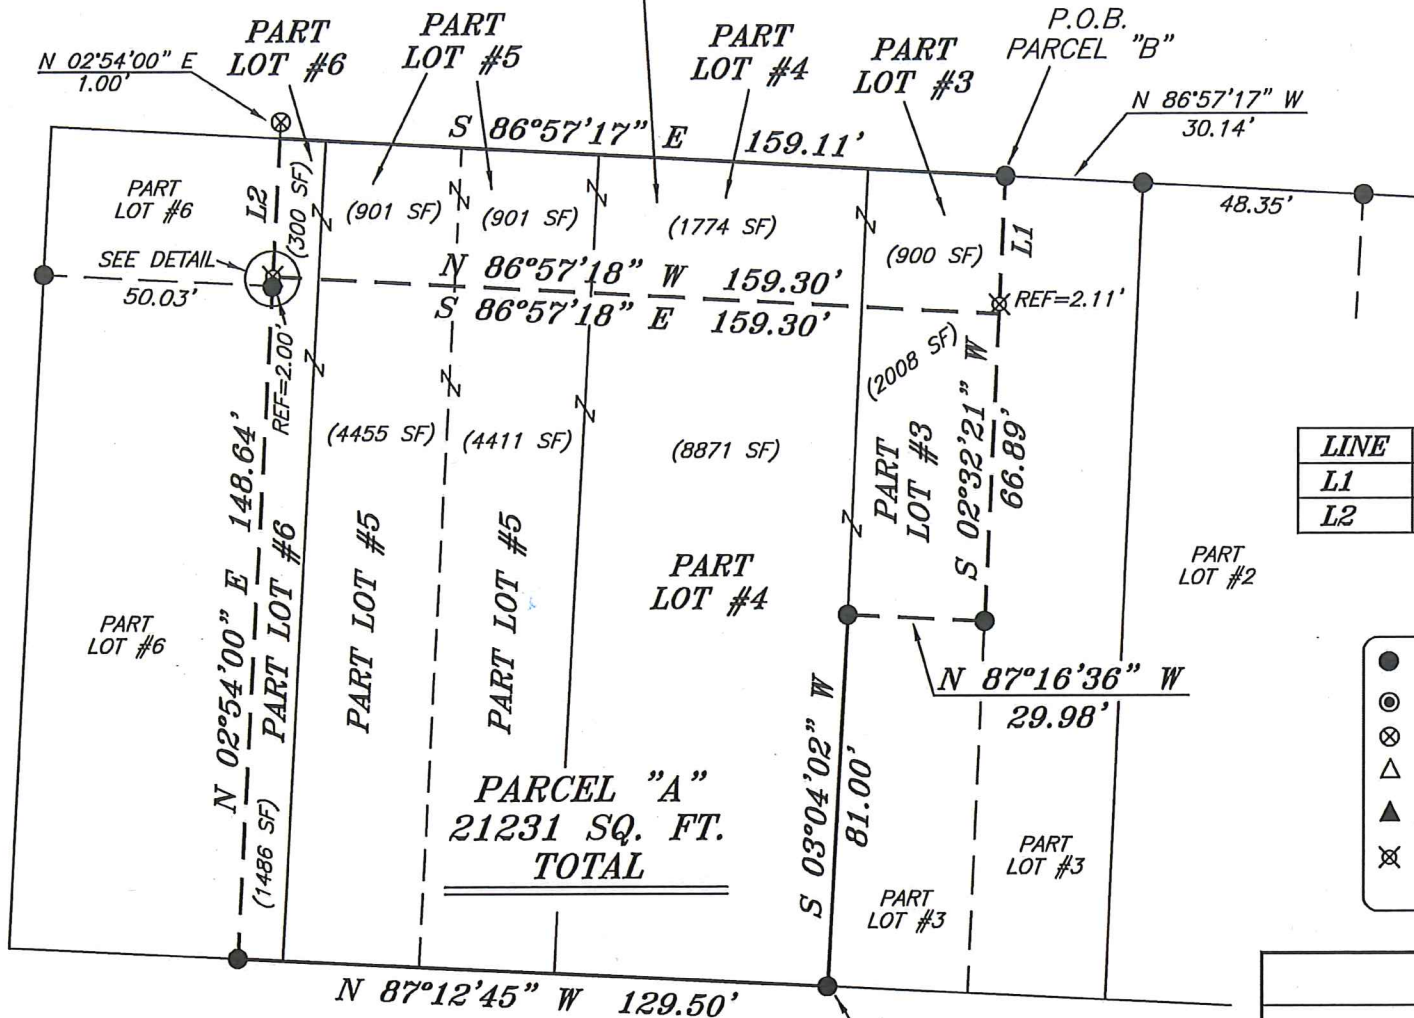 N 02°54'00" E
1.00'
PART
LOT #6
PART
LOT #5
PART
LOT #4
PART
LOT #3
P.O.B.
PARCEL "B"
N 86°57'17" W
30.14'
S 86°57'17" E 159.11'
48.35'
PART
LOT #6
L2
(300 SF)
(901 SF)
(901 SF)
(1774 SF)
(900 SF)
L1
SEE DETAIL
50.03'
N 86°57'18" W 159.30'
S 86°57'18" E 159.30'
REF=2.11'
REF=2.00'
(2008 SF)
(4455 SF)
(4411 SF)
(8871 SF)
PART
LOT #3
S 02°32'21" W
66.89'
LINE
L1
L2
N 02°54'00" E 148.64'
PART LOT #6
PART LOT #5
PART LOT #5
PART
LOT #4
PART
LOT #2
PART
LOT #6
N 87°16'36" W
29.98'
(1486 SF)
PARCEL "A"
21231 SQ. FT.
TOTAL
S 03°04'02" W
81.00'
PART
LOT #3
PART
LOT #3
N 87°12'45" W 129.50'